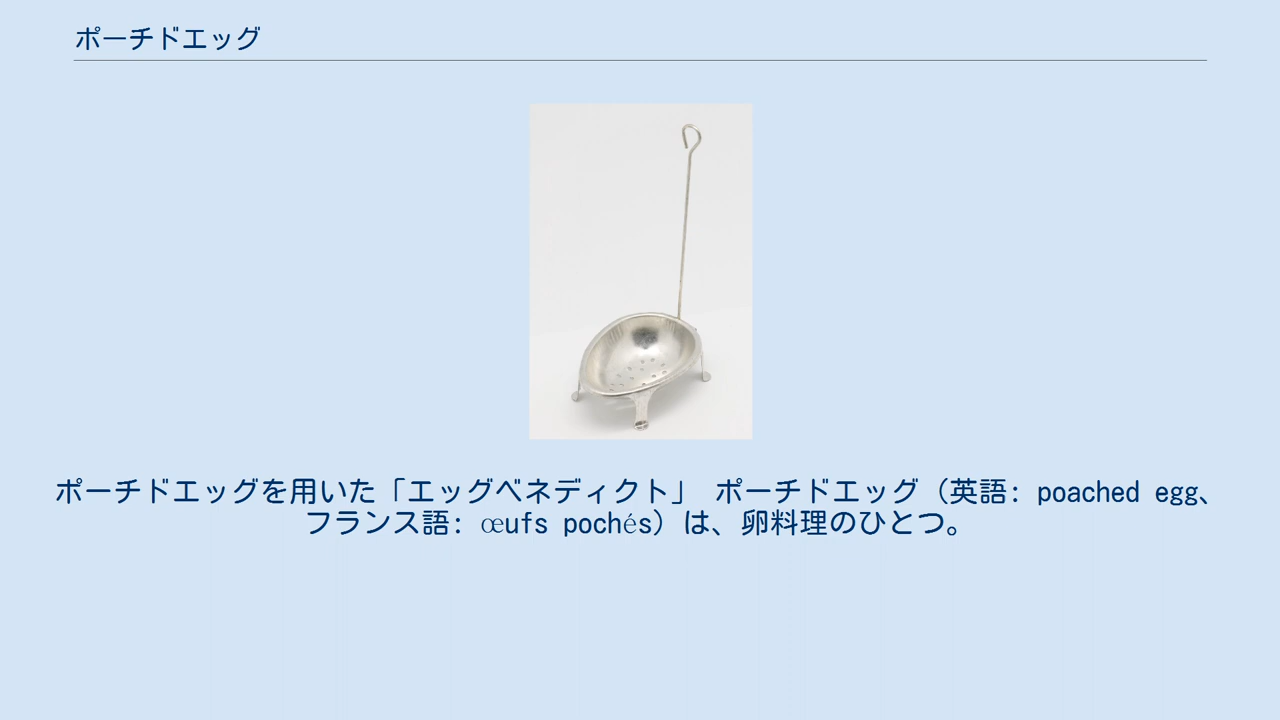 ポーチドエッグ
ポーチドエッグを用いた「エッグベネディクト」 ポーチドエッグ（英語: poached egg、
フランス語: œufs pochés）は、卵料理のひとつ。